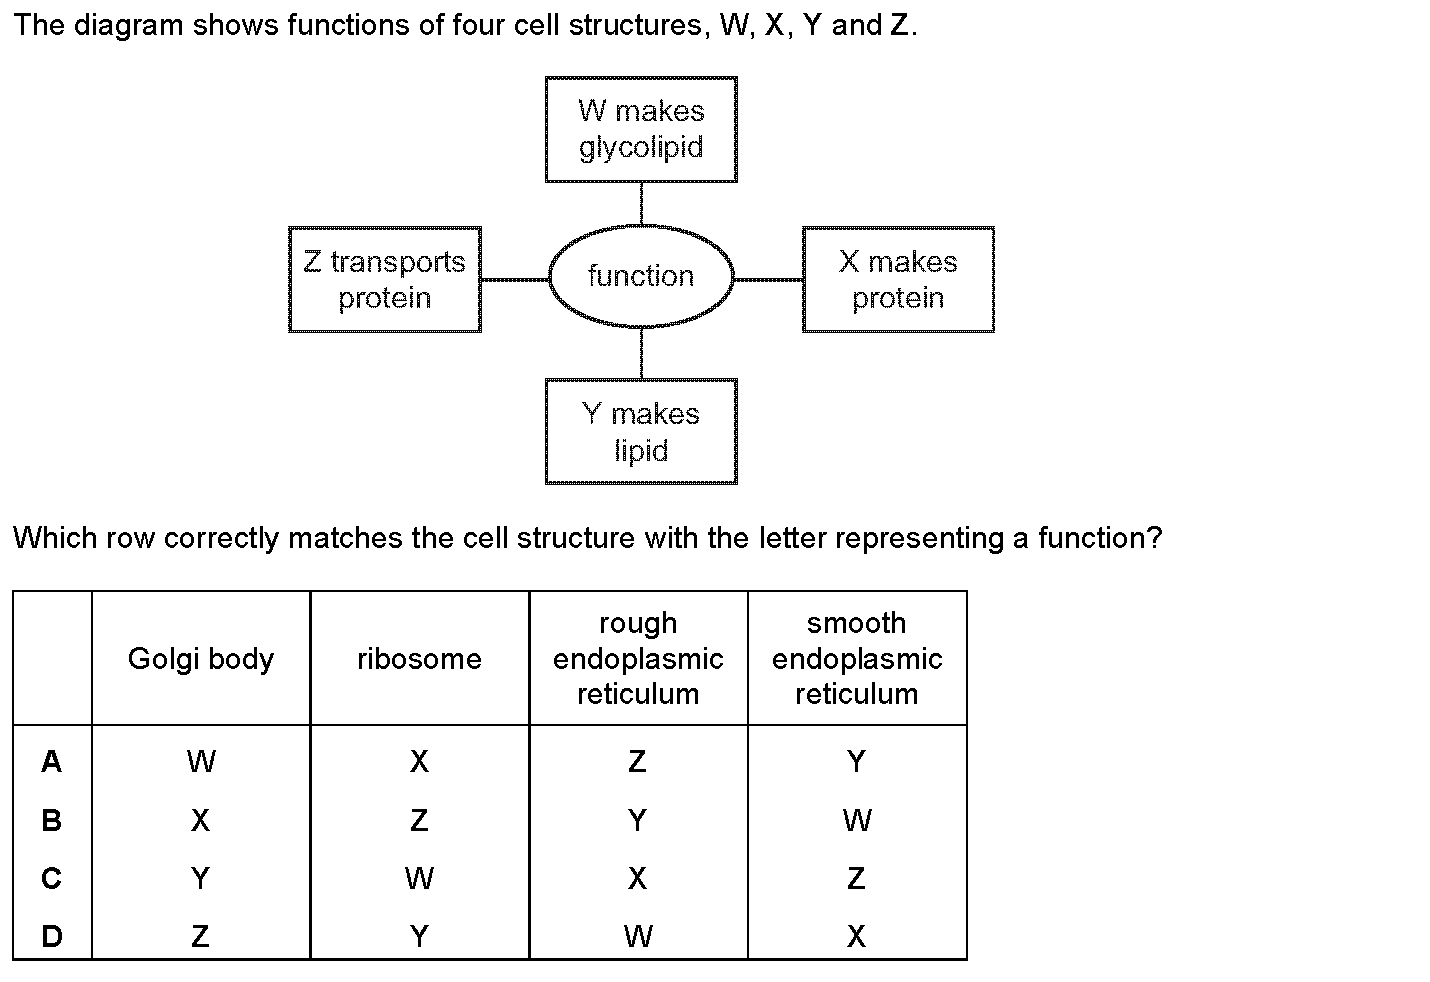 The diagram shows functions of four cell structures, W, X, Y and Z.
W makes
glycolipid
Z transports
protein
function
X makes
protein
Y makes
lipid
Which row correctly matches the cell structure with the letter representing a function?
Golgi body ribosome rough endoplasmic reticulum smooth endoplasmic reticulum
A W X Z Y
B X Z Y W
C Y W X Z
D Z Y W X